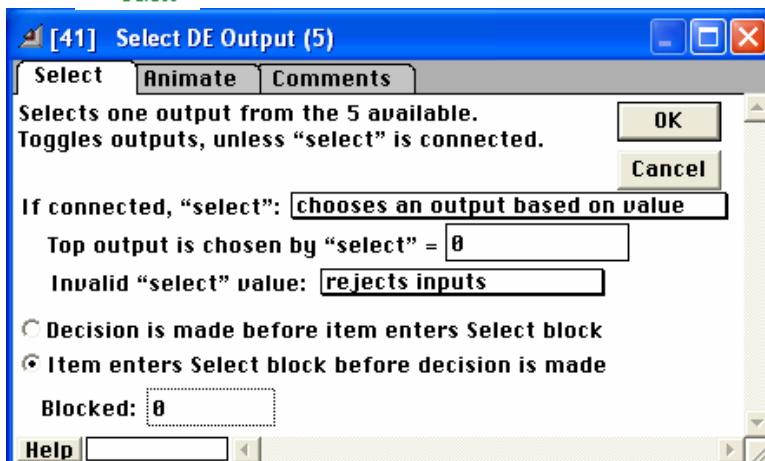 [41] Select DE Output (5)
Select Animate Comments
Selects one output from the 5 available.
Toggles outputs, unless “select” is connected.
OK
Cancel
If connected, “select”: chooses an output based on value
Top output is chosen by “select” = 0
Invalid “select” value: rejects inputs
Decision is made before item enters Select block
Item enters Select block before decision is made
Blocked: 0
Help